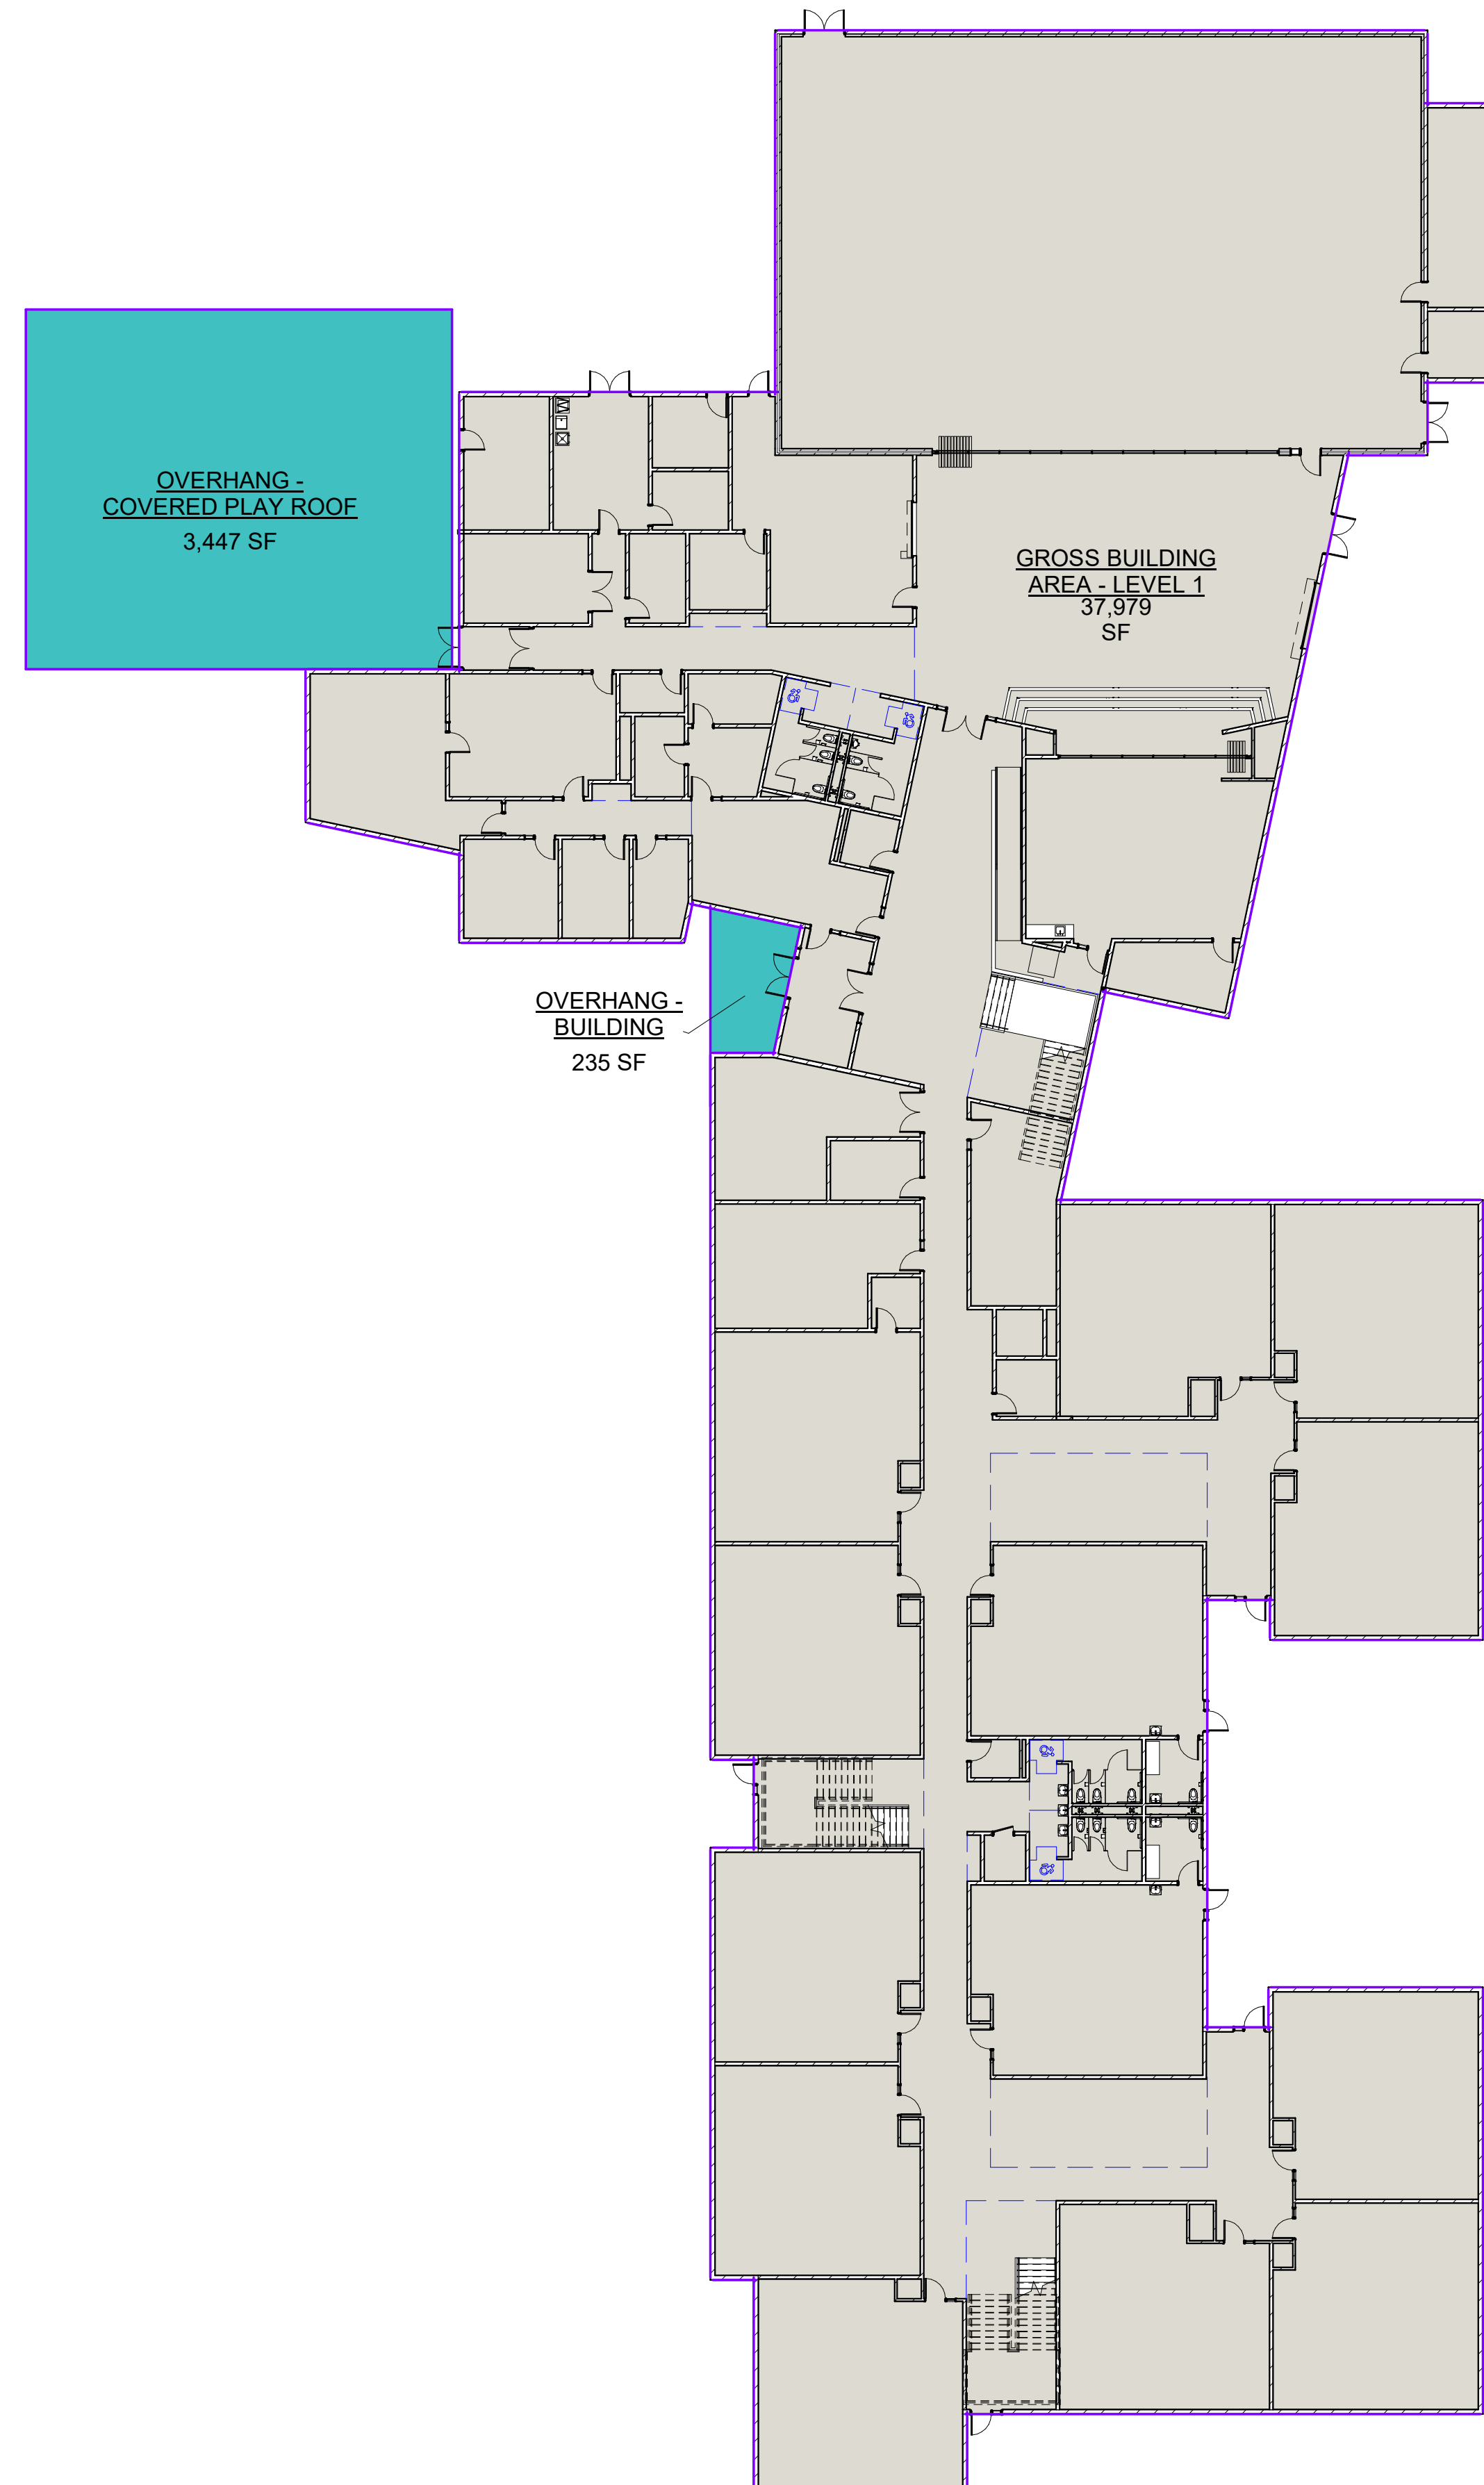 OVERHANG -
COVERED PLAY ROOF
3,447 SF
GROSS BUILDING
AREA - LEVEL 1
37,979
SF
OVERHANG -
BUILDING
235 SF